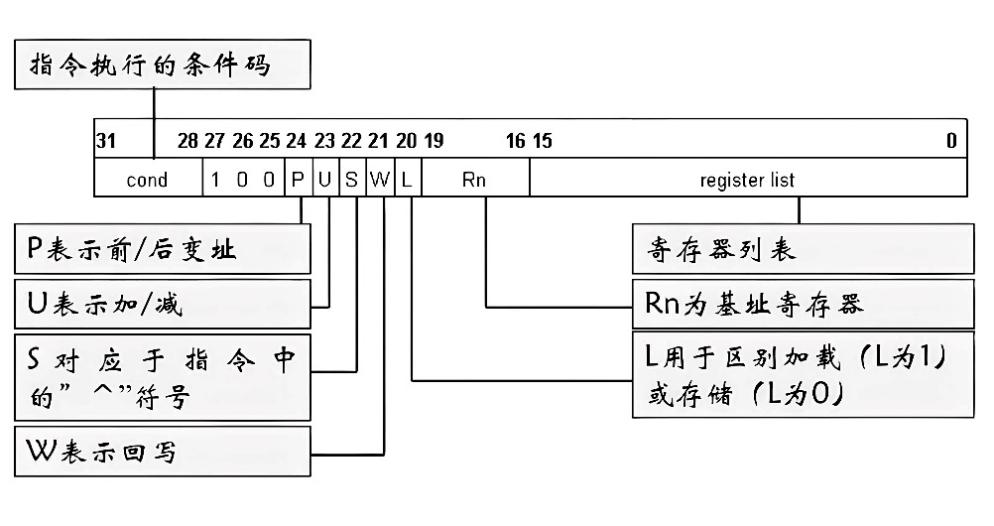 指令执行的条件码
31 28 27 26 25 24 23 22 21 20 19 16 15 0
cond 1 0 0 P U S W L Rn register list
P表示前/后变址
U表示加/减
S对应于指令中
的”^”符号
W表示回写
寄存器列表
Rn为基址寄存器
L用于区别加载（L为1）
或存储（L为0）